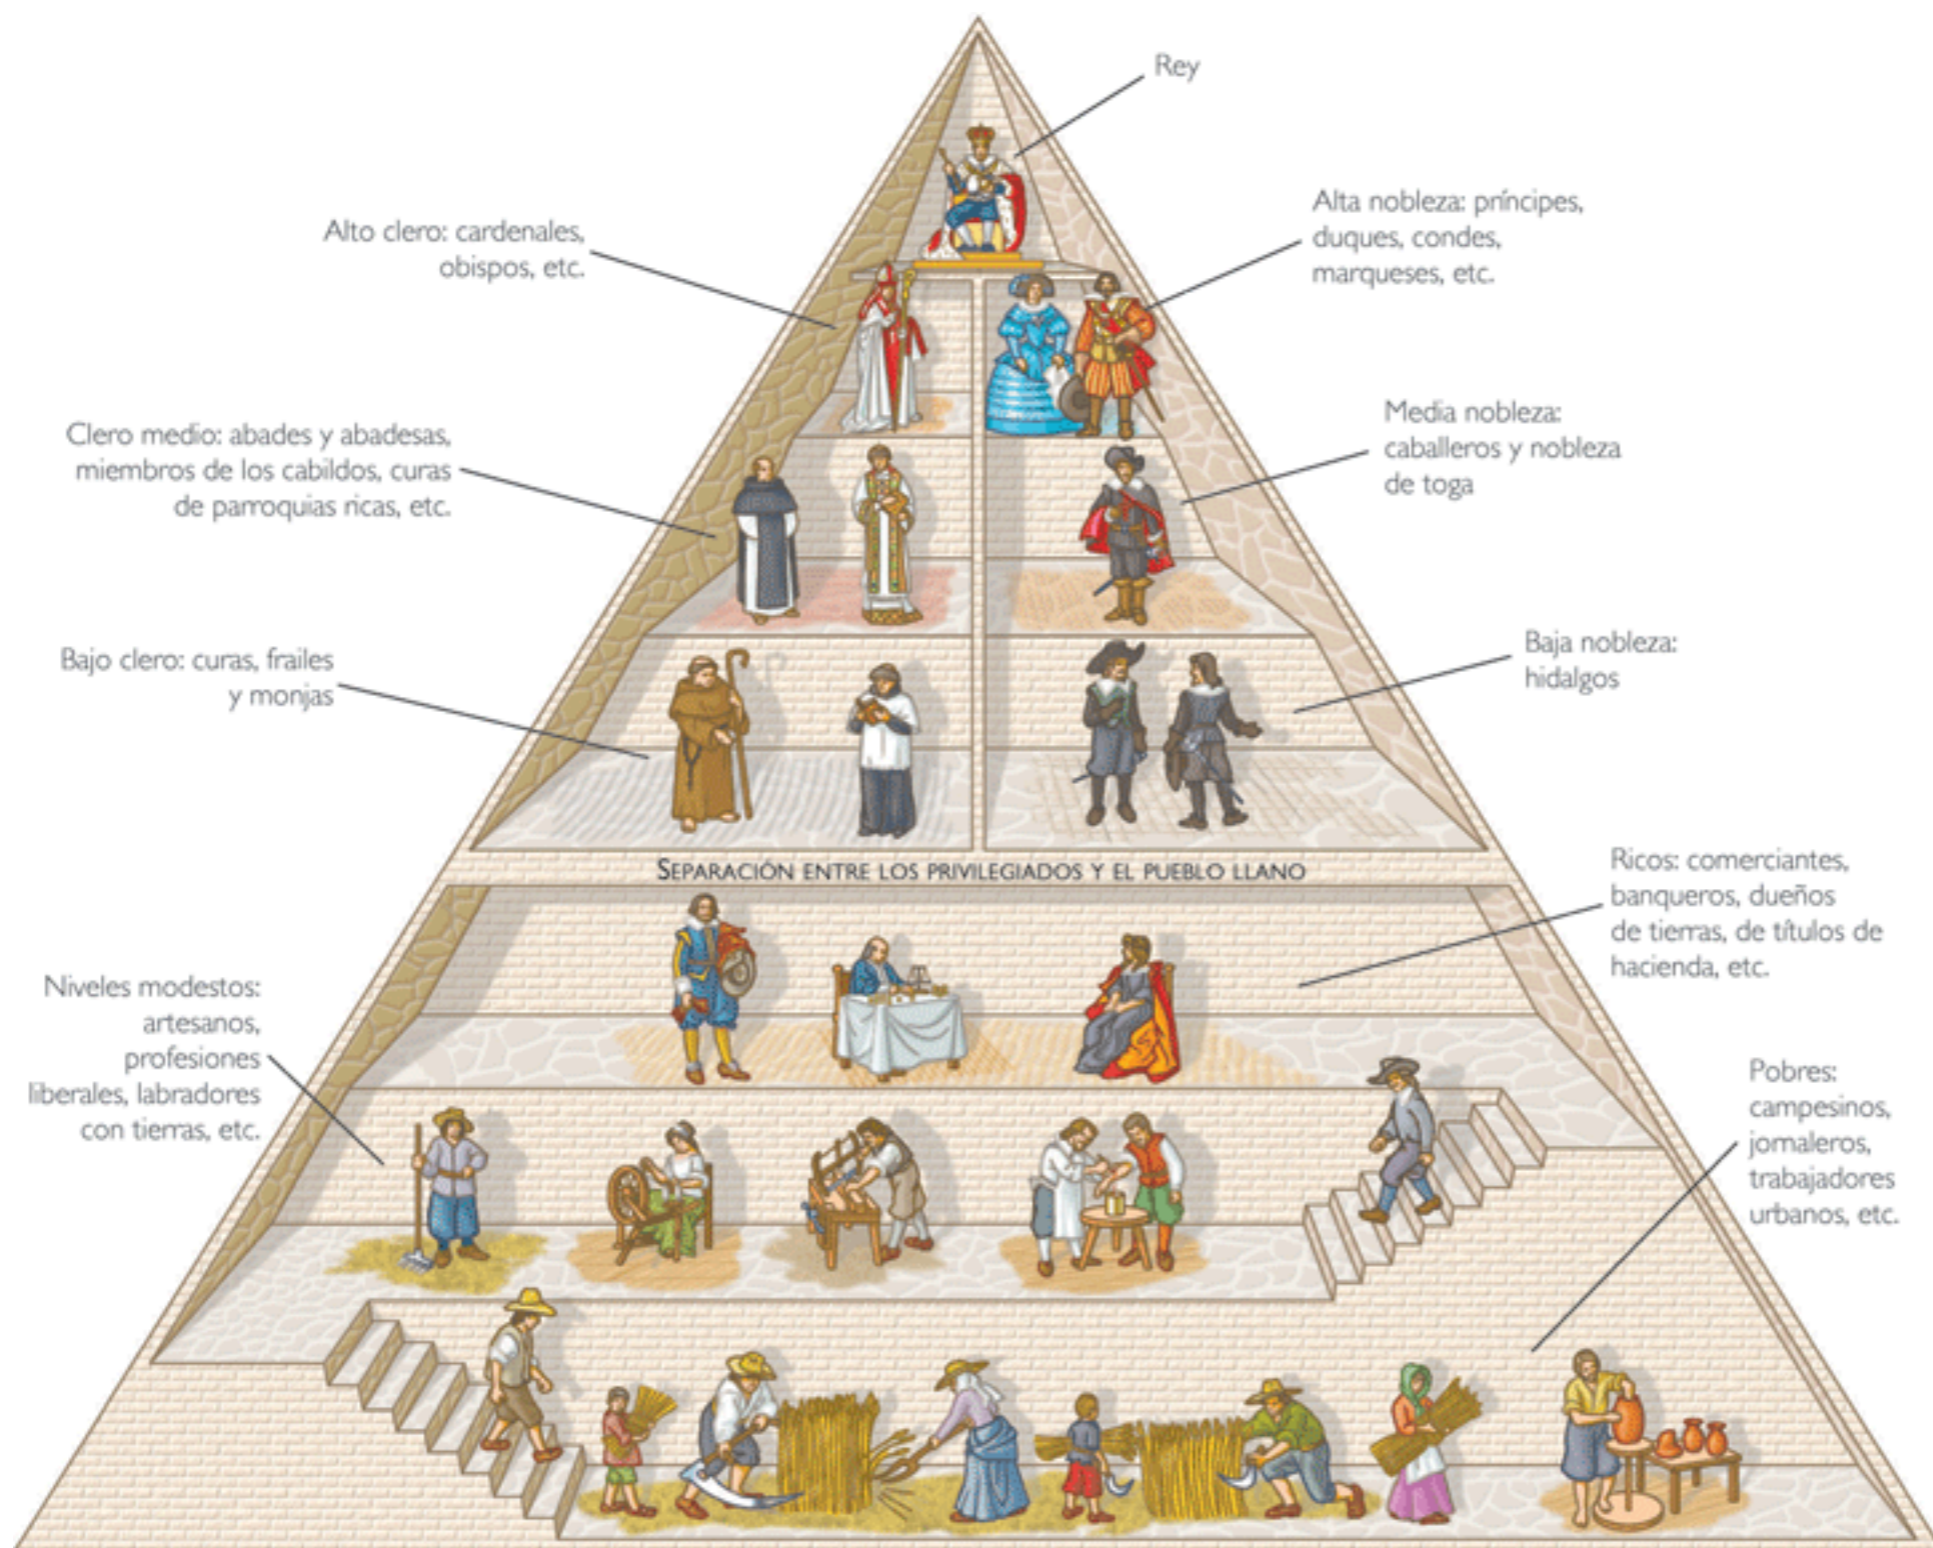 Rey
Alto clero: cardenales,
obispos, etc.
Alta nobleza: príncipes,
duques, condes,
marqueses, etc.
Clero medio: abades y abadesas,
miembros de los cabildos, curas
de parroquias ricas, etc.
Media nobleza:
caballeros y nobleza
de toga
Bajo clero: curas, frailes
y monjas
Baja nobleza:
hidalgos
SEPARACIÓN ENTRE LOS PRIVILEGIADOS Y EL PUEBLO LLANO
Ricos: comerciantes,
banqueros, dueños
de tierras, de títulos de
hacienda, etc.
Niveles modestos:
artesanos,
profesiones
liberales, labradores
con tierras, etc.
Pobres:
campesinos,
jornaleros,
trabajadores
urbanos, etc.